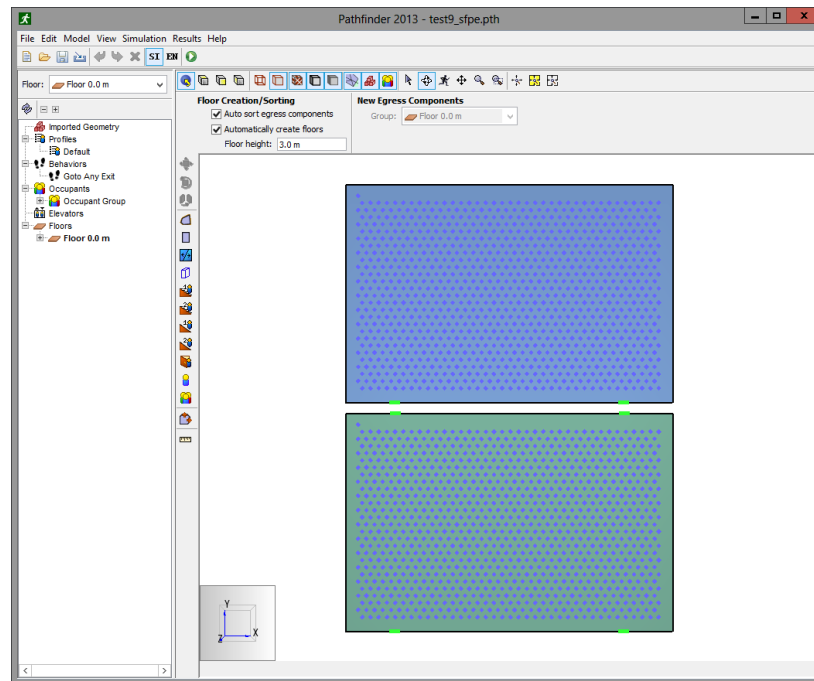 Pathfinder 2013 - test9_sfpe.pth
File Edit Model View Simulation Results Help
SI EN
Floor: Floor 0.0 m
Floor Creation/Sorting
Auto sort egress components
Automatically create floors
Floor height: 3.0 m
New Egress Components
Group: Floor 0.0 m
Imported Geometry
Profiles
Default
Behaviors
Goto Any Exit
Occupants
Occupant Group
Elevators
Floors
Floor 0.0 m
Y
Z X